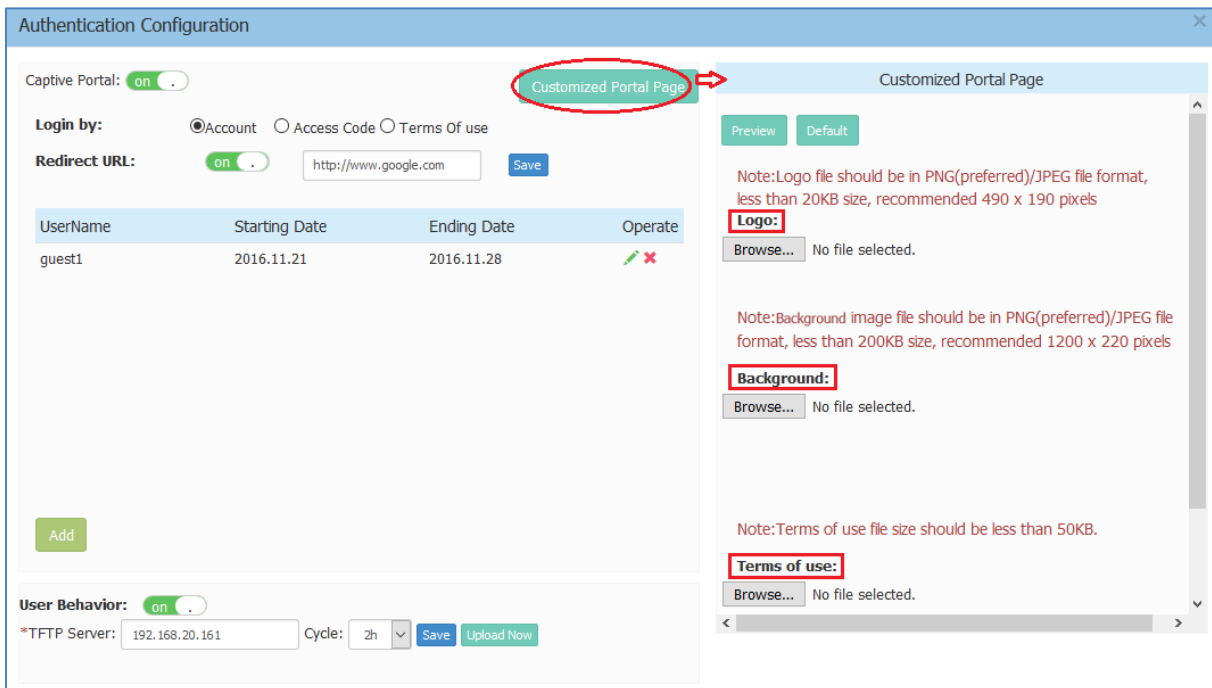 Authentication Configuration
Captive Portal: on .
Customized Portal Page
Login by: Account Access Code Terms Of use
Redirect URL: on . http://www.google.com Save
UserName Starting Date Ending Date Operate
guest1 2016.11.21 2016.11.28
Add
User Behavior: on .
*TFTP Server: 192.168.20.161 Cycle: 2h Save Upload Now
Customized Portal Page
Preview Default
Note:Logo file should be in PNG(preferred)/JPEG file format,
less than 20KB size, recommended 490 x 190 pixels
Logo:
Browse... No file selected.
Note:Background image file should be in PNG(preferred)/JPEG file
format, less than 200KB size, recommended 1200 x 220 pixels
Background:
Browse... No file selected.
Note:Terms of use file size should be less than 50KB.
Terms of use:
Browse... No file selected.